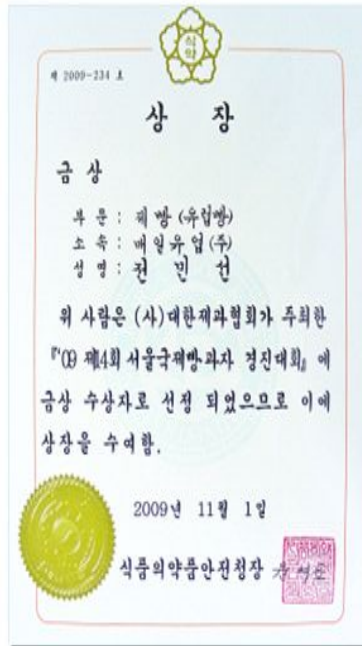 식약
제 2009-234 호
상 장
금 상
부 문 : 제 빵 (유럽빵)
소 속 : 매 일 유 업 (주)
성 명 : 전 민 선
위 사람은 (사)대한제과협회가 주최한
『'09 제14회 서울국제빵과자 경진대회』에
금상 수상자로 선정 되었으므로 이에
상장을 수여함.
2009년 11월 1일
식품의약품안전청장